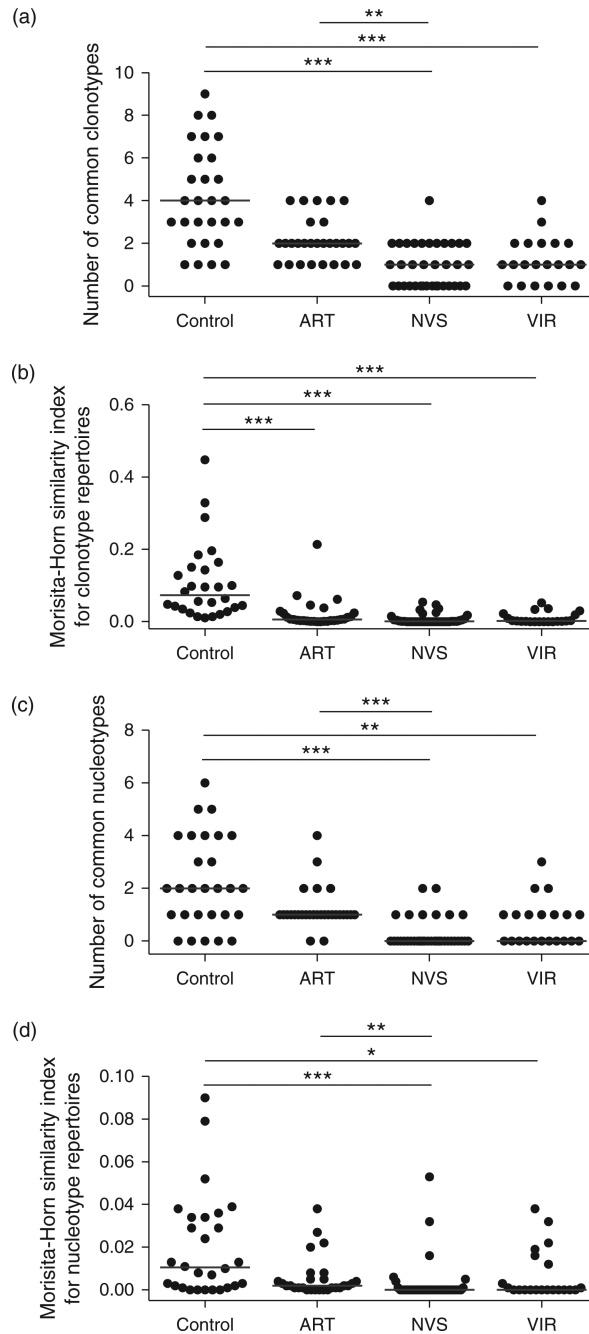 (a)
**
***
***
Number of common clonotypes
10
8
6
4
2
0
Control ART NVS VIR
(b)
***
***
***
Morisita-Horn similarity index
for clonotype repertoires
0.6
0.4
0.2
0.0
Control ART NVS VIR
(c)
***
**
***
Number of common nucleotypes
8
6
4
2
0
Control ART NVS VIR
(d)
**
*
***
Morisita-Horn similarity index
for nucleotype repertoires
0.10
0.08
0.06
0.04
0.02
0.00
Control ART NVS VIR